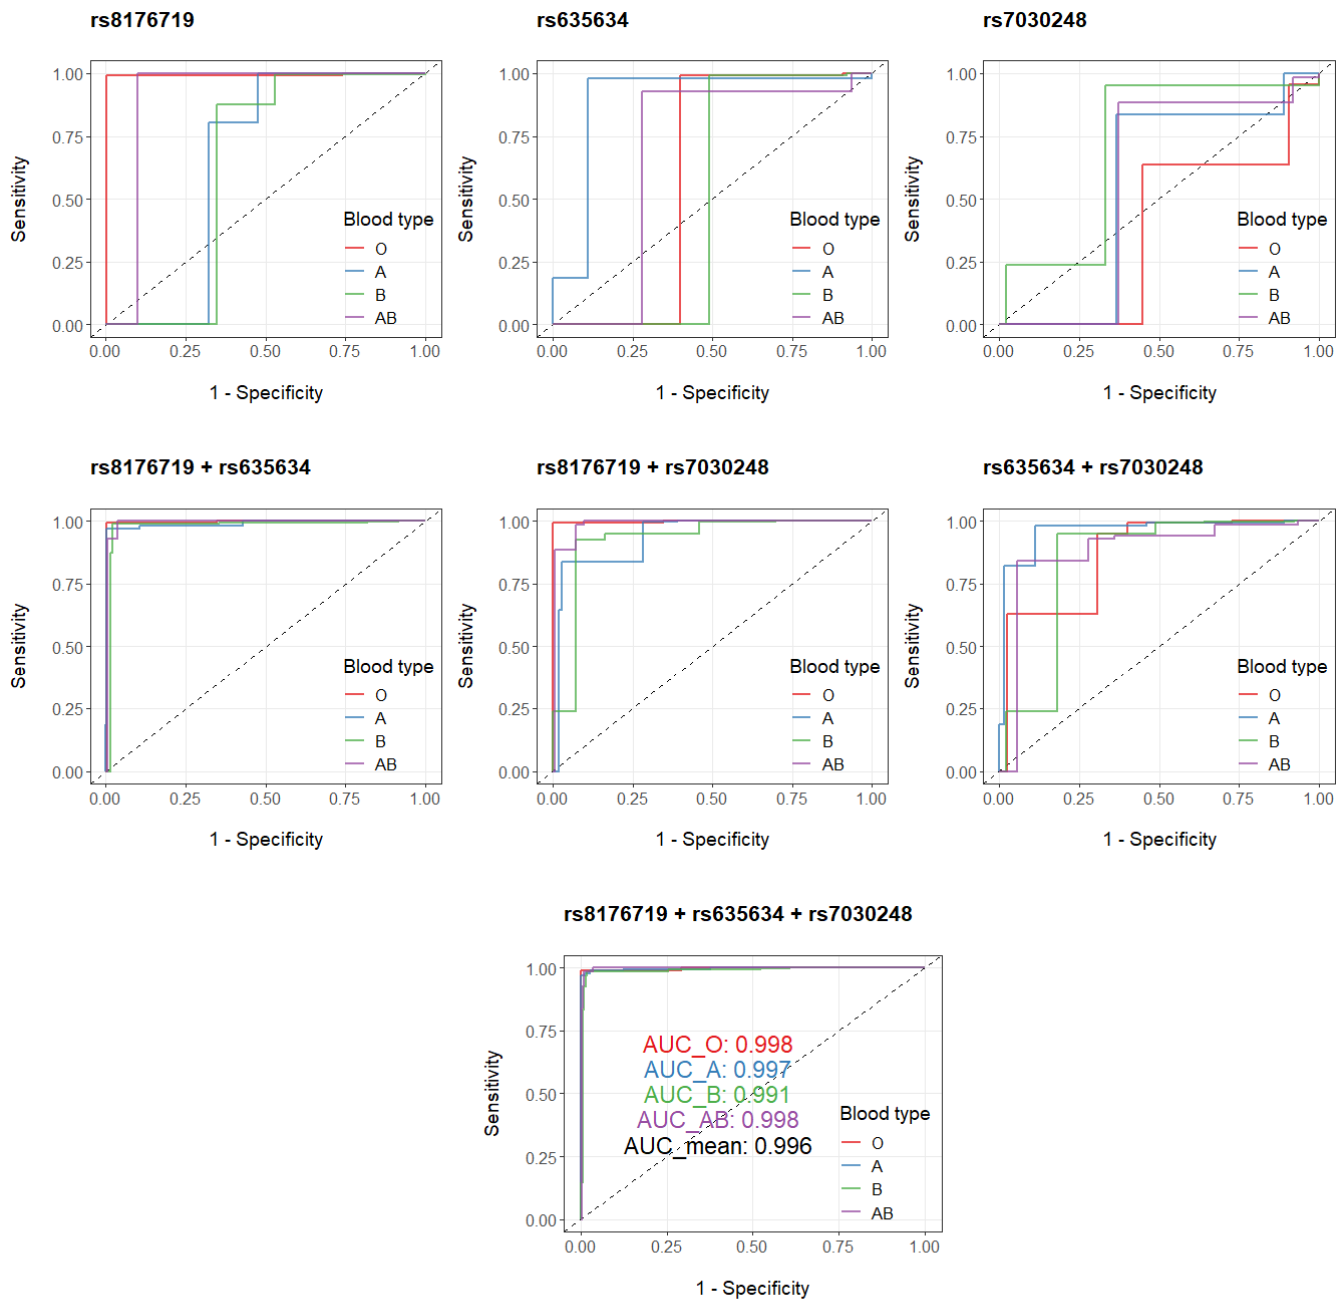 rs8176719
rs635634
rs7030248
1.00
0.75
0.50
0.25
0.00
Sensitivity
Blood type
O
A
B
AB
0.00 0.25 0.50 0.75 1.00
1 - Specificity
1.00
0.75
0.50
0.25
0.00
Sensitivity
Blood type
O
A
B
AB
0.00 0.25 0.50 0.75 1.00
1 - Specificity
1.00
0.75
0.50
0.25
0.00
Sensitivity
Blood type
O
A
B
AB
0.00 0.25 0.50 0.75 1.00
1 - Specificity
rs8176719 + rs635634
rs8176719 + rs7030248
rs635634 + rs7030248
1.00
0.75
0.50
0.25
0.00
Sensitivity
Blood type
O
A
B
AB
0.00 0.25 0.50 0.75 1.00
1 - Specificity
1.00
0.75
0.50
0.25
0.00
Sensitivity
Blood type
O
A
B
AB
0.00 0.25 0.50 0.75 1.00
1 - Specificity
1.00
0.75
0.50
0.25
0.00
Sensitivity
Blood type
O
A
B
AB
0.00 0.25 0.50 0.75 1.00
1 - Specificity
rs8176719 + rs635634 + rs7030248
1.00
0.75
0.50
0.25
0.00
Sensitivity
AUC_O: 0.998
AUC_A: 0.997
AUC_B: 0.991
AUC_AB: 0.998
AUC_mean: 0.996
Blood type
O
A
B
AB
0.00 0.25 0.50 0.75 1.00
1 - Specificity